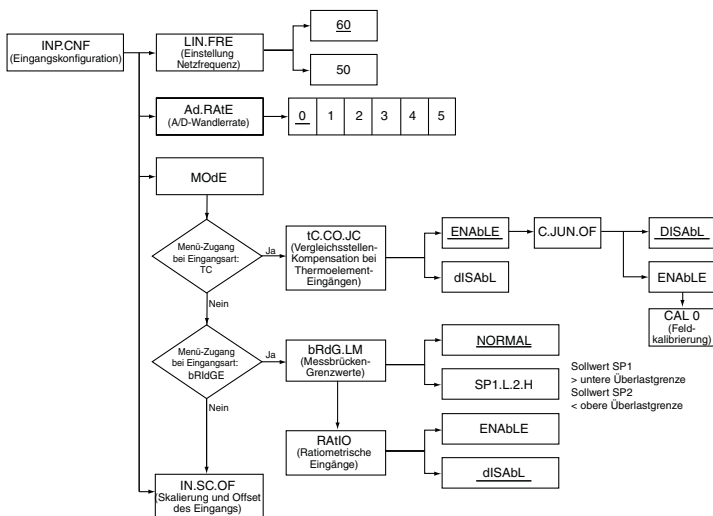 INP.CNF
(Eingangskonfiguration)
LIN.FRE
(Einstellung
Netzfrequenz)
60
50
Ad.RAtE
(A/D-Wandlerrate)
0 1 2 3 4 5
MOdE
Menü-Zugang
bei Eingangsart:
TC
Ja
Nein
tC.CO.JC
(Vergleichsstellen-
Kompensation bei
Thermoelement-
Eingängen)
ENAbLE
dISAbL
C.JUN.OF
DISAbL
ENAbLE
CAL 0
(Feld-
kalibrierung)
Menü-Zugang
bei Eingangsart:
bRIdGE
Ja
Nein
bRdG.LM
(Messbrücken-
Grenzwerte)
NORMAL
SP1.L.2.H
Sollwert SP1
> untere Überlastgrenze
Sollwert SP2
< obere Überlastgrenze
RAtIO
(Ratiometrische
Eingänge)
ENAbLE
dISAbL
IN.SC.OF
(Skalierung und Offset
des Eingangs)